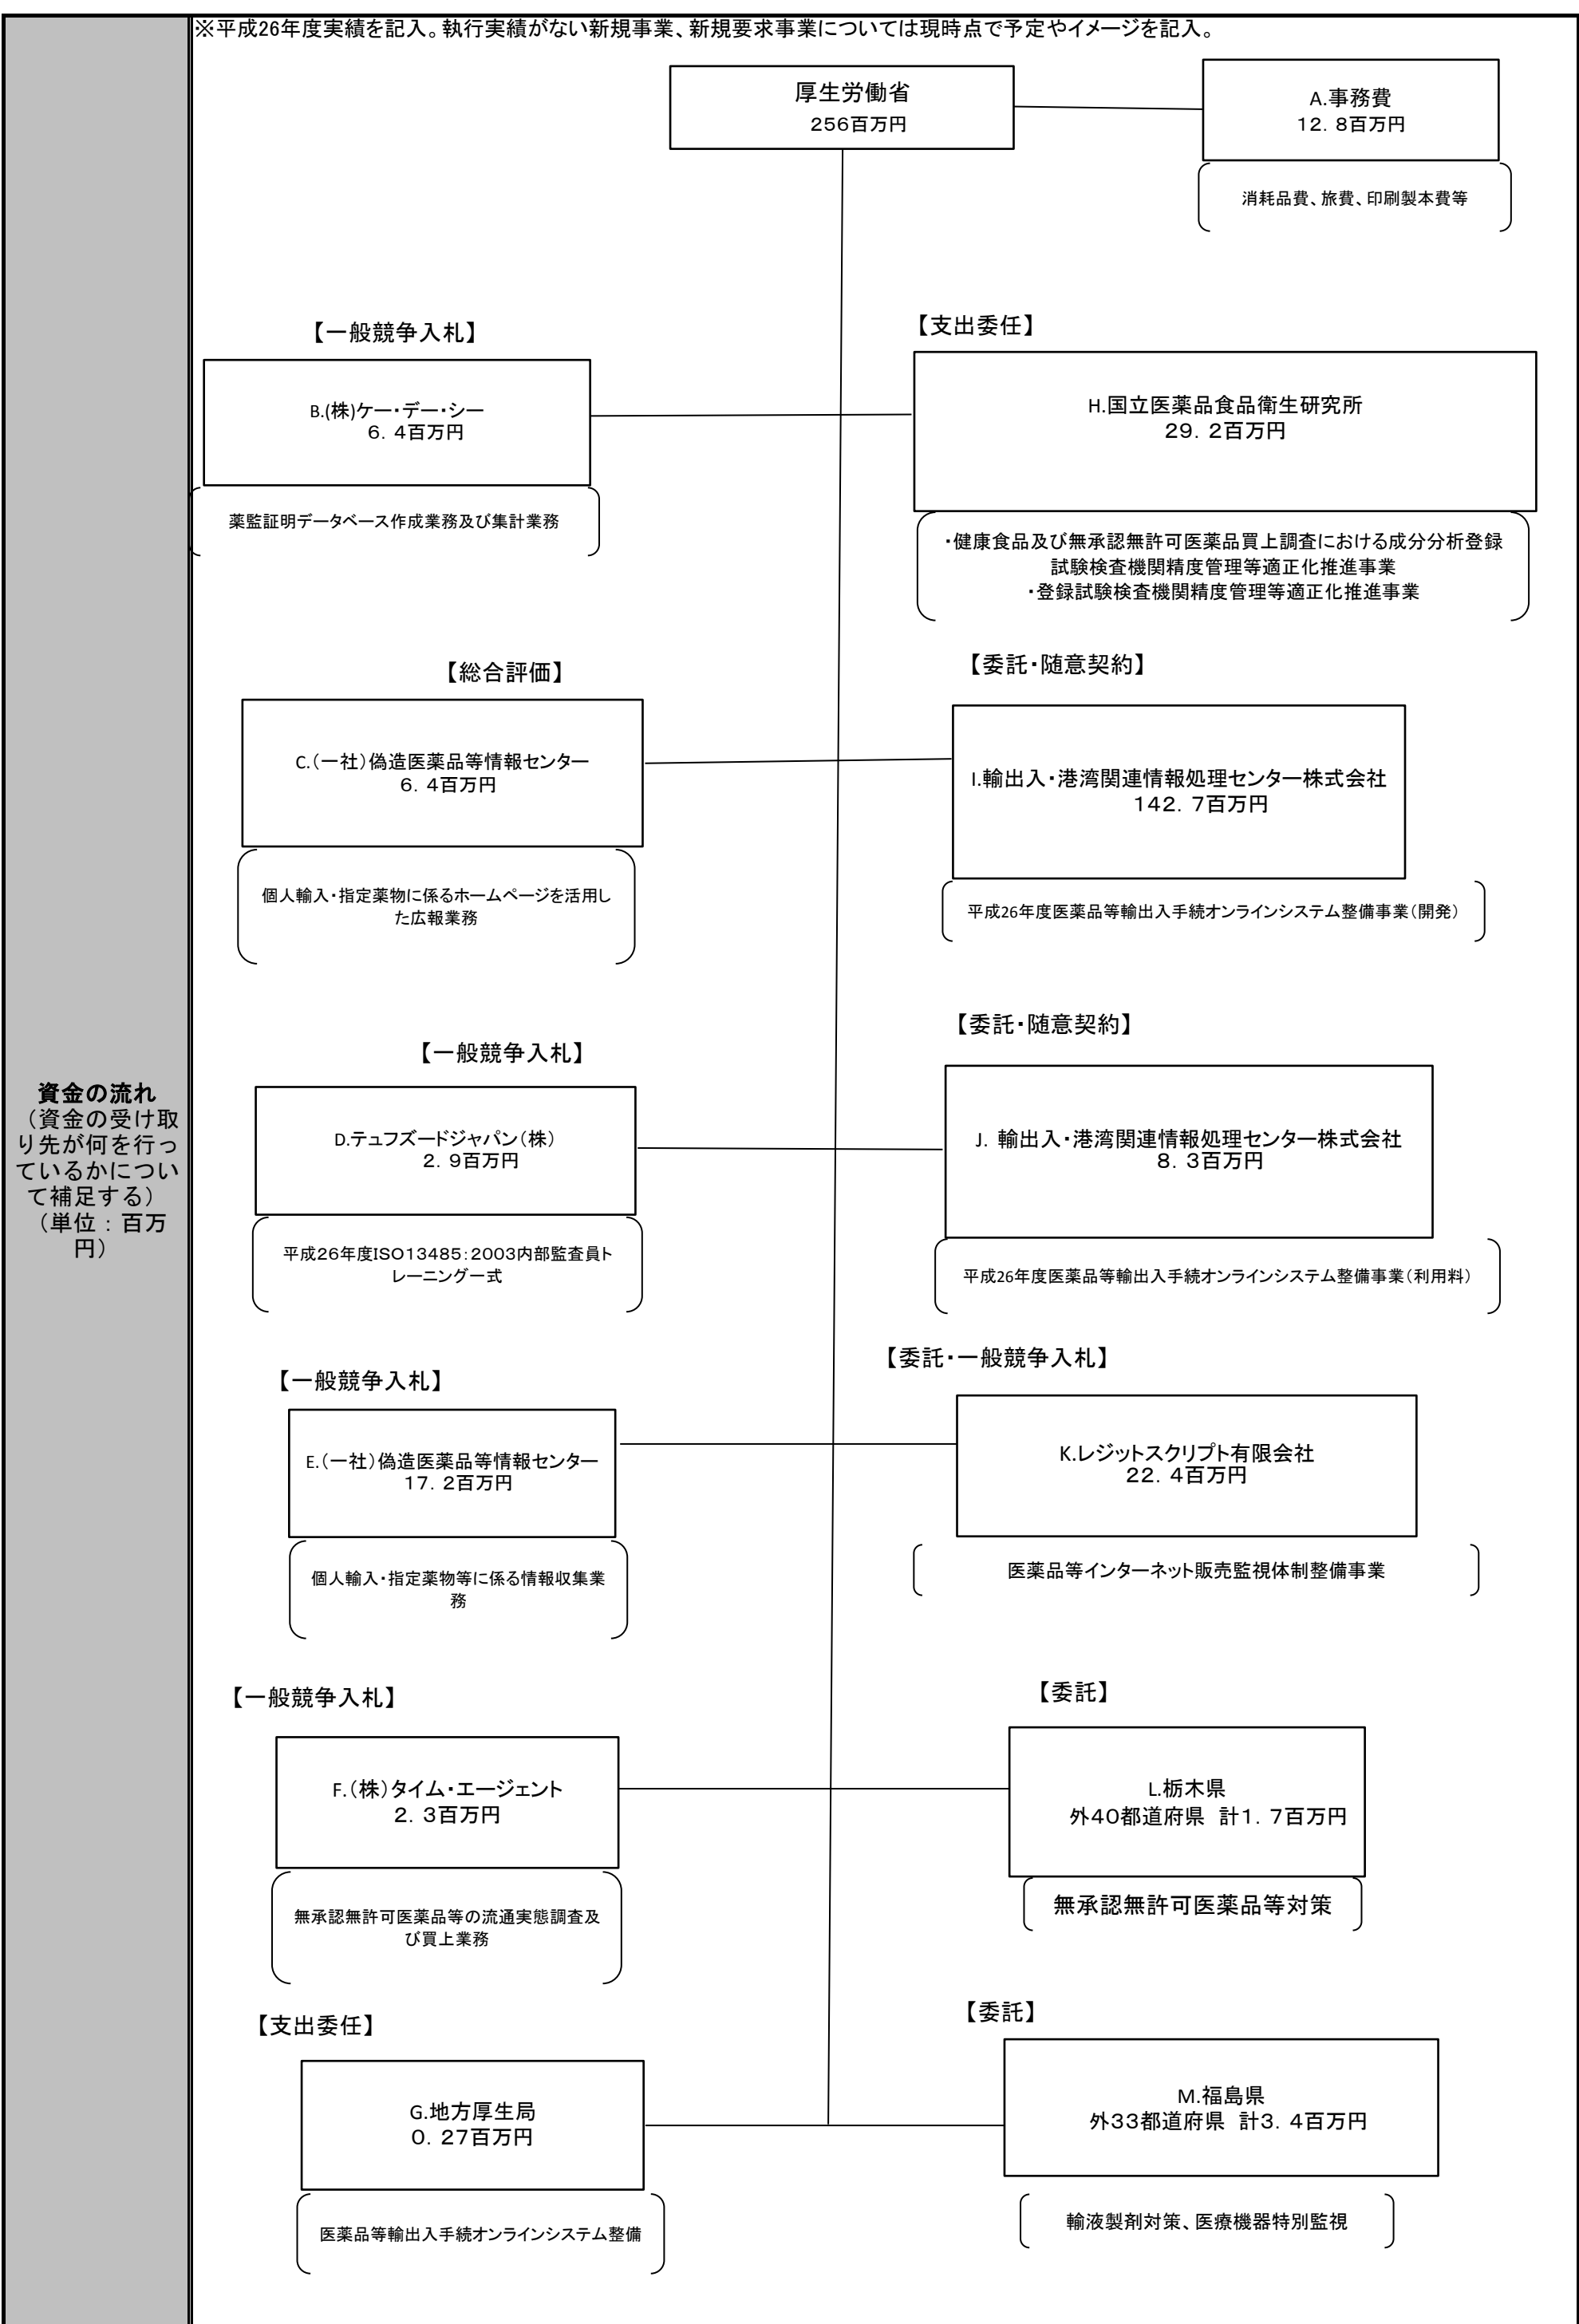 ※平成26年度実績を記入。執行実績がない新規事業、新規要求事業については現時点で予定やイメージを記入。
厚生労働省
256百万円
A.事務費
12．8百万円
消耗品費、旅費、印刷製本費等
【一般競争入札】
B.(株)ケー・デー・シー
6．4百万円
薬監証明データベース作成業務及び集計業務
【支出委任】
H.国立医薬品食品衛生研究所
29．2百万円
・健康食品及び無承認無許可医薬品買上調査における成分分析登録
試験検査機関精度管理等適正化推進事業
・登録試験検査機関精度管理等適正化推進事業
【総合評価】
C.（一社）偽造医薬品等情報センター
6．4百万円
個人輸入・指定薬物に係るホームページを活用し
た広報業務
【委託・随意契約】
I.輸出入・港湾関連情報処理センター株式会社
142．7百万円
平成26年度医薬品等輸出入手続オンラインシステム整備事業（開発）
資金の流れ
（資金の受け取
り先が何を行っ
ているかについ
て補足する）
（単位：百万
円）
【一般競争入札】
D.テュフズードジャパン（株）
2．9百万円
平成26年度ISO13485：2003内部監査員ト
レーニング一式
【委託・随意契約】
J. 輸出入・港湾関連情報処理センター株式会社
8．3百万円
平成26年度医薬品等輸出入手続オンラインシステム整備事業（利用料）
【一般競争入札】
E.（一社）偽造医薬品等情報センター
17．2百万円
個人輸入・指定薬物等に係る情報収集業
務
【委託・一般競争入札】
K.レジットスクリプト有限会社
22．4百万円
医薬品等インターネット販売監視体制整備事業
【一般競争入札】
F.（株）タイム・エージェント
2．3百万円
無承認無許可医薬品等の流通実態調査及
び買上業務
【委託】
L.栃木県
外40都道府県　計1．7百万円
無承認無許可医薬品等対策
【支出委任】
G.地方厚生局
0．27百万円
医薬品等輸出入手続オンラインシステム整備
【委託】
M.福島県
外33都道府県　計3．4百万円
輸液製剤対策、医療機器特別監視